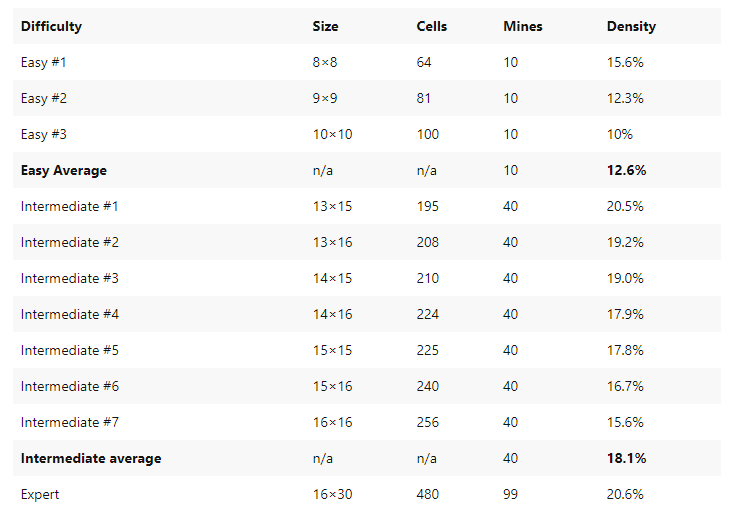 Difficulty Size Cells Mines Density
Easy #1 8×8 64 10 15.6%
Easy #2 9×9 81 10 12.3%
Easy #3 10×10 100 10 10%
Easy Average n/a n/a 10 12.6%
Intermediate #1 13×15 195 40 20.5%
Intermediate #2 13×16 208 40 19.2%
Intermediate #3 14×15 210 40 19.0%
Intermediate #4 14×16 224 40 17.9%
Intermediate #5 15×15 225 40 17.8%
Intermediate #6 15×16 240 40 16.7%
Intermediate #7 16×16 256 40 15.6%
Intermediate average n/a n/a 40 18.1%
Expert 16×30 480 99 20.6%